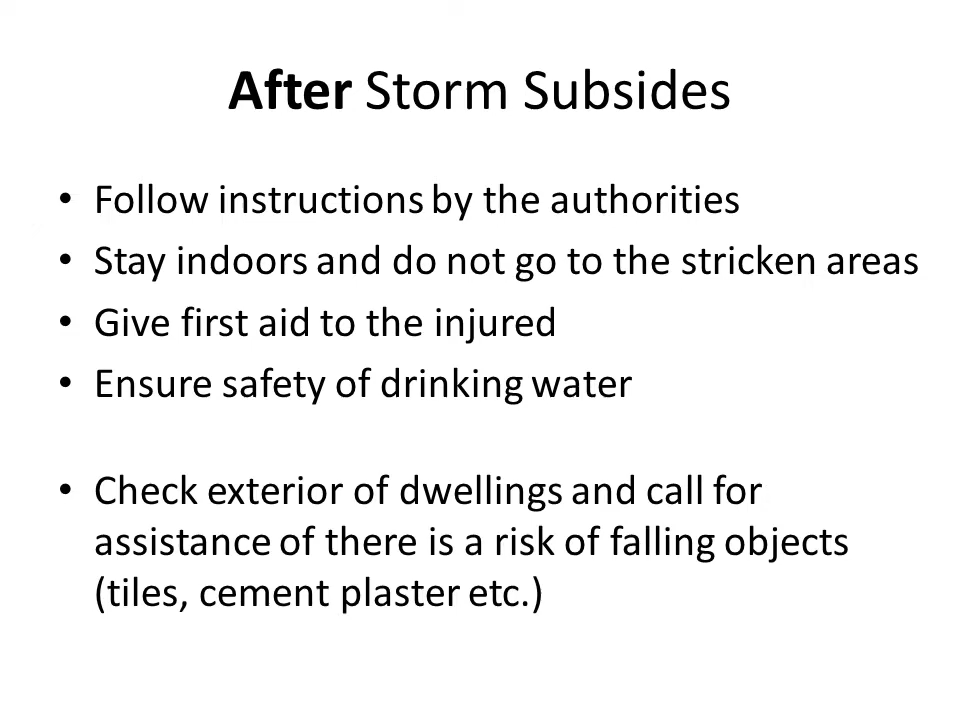 After Storm Subsides
• Follow instructions by the authorities
• Stay indoors and do not go to the stricken areas
• Give first aid to the injured
• Ensure safety of drinking water
• Check exterior of dwellings and call for
assistance of there is a risk of falling objects
(tiles, cement plaster etc.)